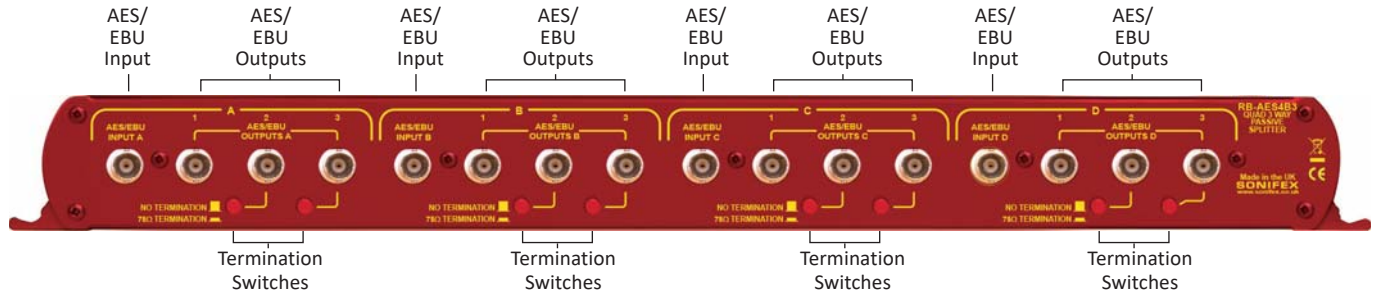 AES/ EBU Input
AES/ EBU Outputs
AES/ EBU Input
AES/ EBU Outputs
AES/ EBU Input
AES/ EBU Outputs
AES/ EBU Input
AES/ EBU Outputs
A
AES/EBU
INPUT A
1 2 3
AES/EBU
OUTPUTS A
NO TERMINATION
75Ω TERMINATION
B
AES/EBU
INPUT B
1 2 3
AES/EBU
OUTPUTS B
NO TERMINATION
75Ω TERMINATION
C
AES/EBU
INPUT C
1 2 3
AES/EBU
OUTPUTS C
NO TERMINATION
75Ω TERMINATION
D
AES/EBU
INPUT D
1 2 3
AES/EBU
OUTPUTS D
NO TERMINATION
75Ω TERMINATION
RB-AES4B3
QUAD 3 WAY
PASSIVE
SPLITTER
CE
Made in the UK
SONIFEX
www.sonifex.co.uk
Termination
Switches
Termination
Switches
Termination
Switches
Termination
Switches